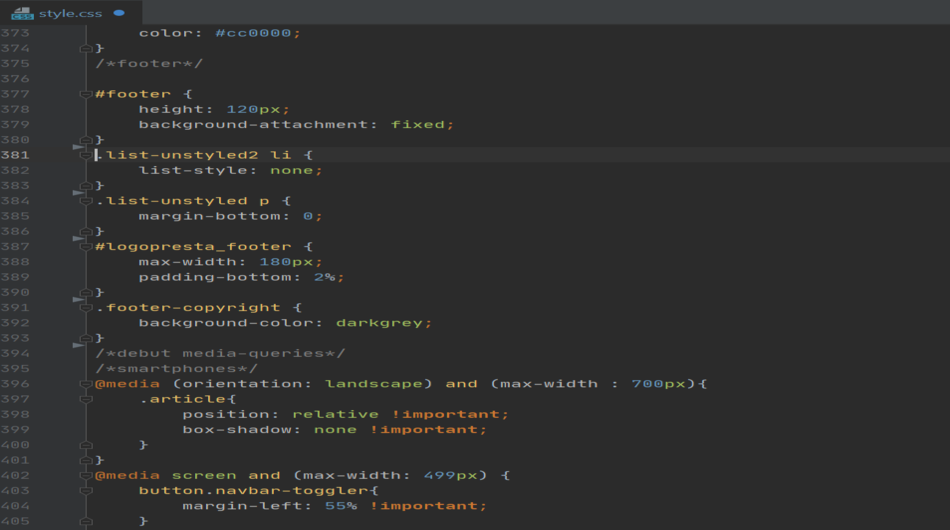 CSS style.css
373 color: #cc0000;
374 }
375 /*footer*/
376
377 #footer {
378 height: 120px;
379 background-attachment: fixed;
380 }
381 .list-unstyled2 li {
382 list-style: none;
383 }
384 .list-unstyled p {
385 margin-bottom: 0;
386 }
387 #logopresta_footer {
388 max-width: 180px;
389 padding-bottom: 2%;
390 }
391 .footer-copyright {
392 background-color: darkgrey;
393 }
394 /*debut media-queries*/
395 /*smartphones*/
396 @media (orientation: landscape) and (max-width : 700px){
397 .article{
398 position: relative !important;
399 box-shadow: none !important;
400 }
401 }
402 @media screen and (max-width: 499px) {
403 button.navbar-toggler{
404 margin-left: 55% !important;
405 }